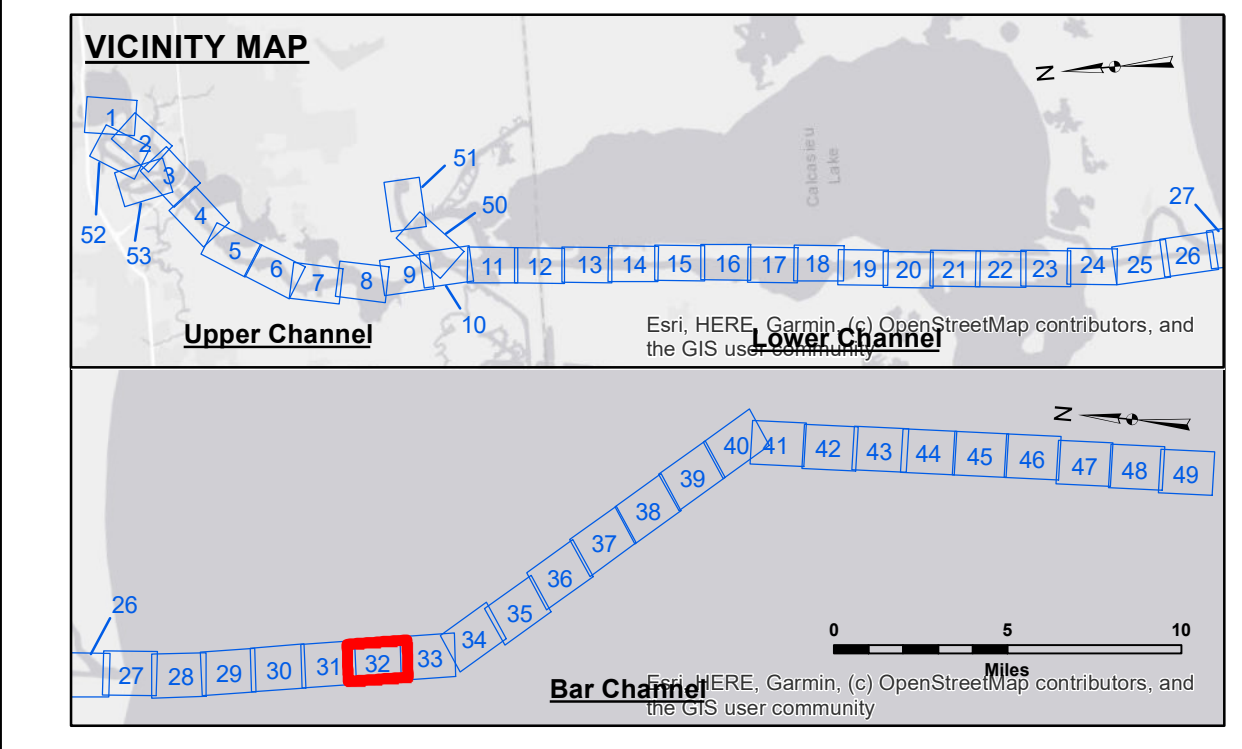 VICINITY MAP
N
1
2
3
52
53
4
5
6
7
8
9
10
51
50
11 12 13 14 15 16 17 18 19 20 21 22 23 24 25 26
27
Calcasieu
Lake
Upper Channel
Lower Channel
Esri, HERE, Garmin, (c) OpenStreetMap contributors, and
the GIS user community
N
26
27 28 29 30 31 32 33
34
35
36
37
38
39
40 41 42 43 44 45 46 47 48 49
0 5 10
Miles
Bar Channel
Esri, HERE, Garmin, (c) OpenStreetMap contributors, and
the GIS user community